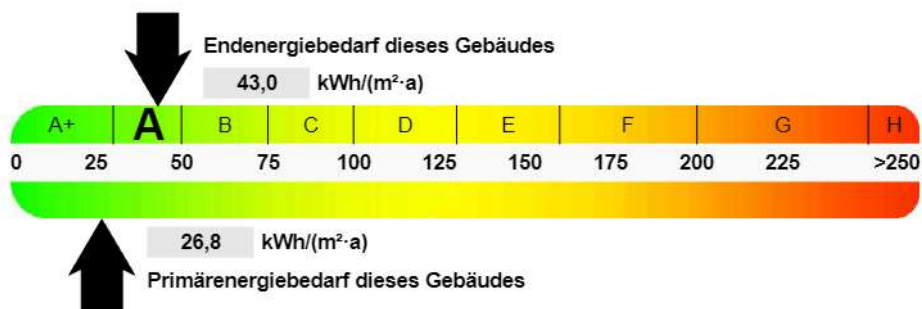 Endenergiebedarf dieses Gebäudes
43,0 kWh/(m²·a)
A+ A B C D E F G H
0 25 50 75 100 125 150 175 200 225 >250
26,8 kWh/(m²·a)
Primärenergiebedarf dieses Gebäudes